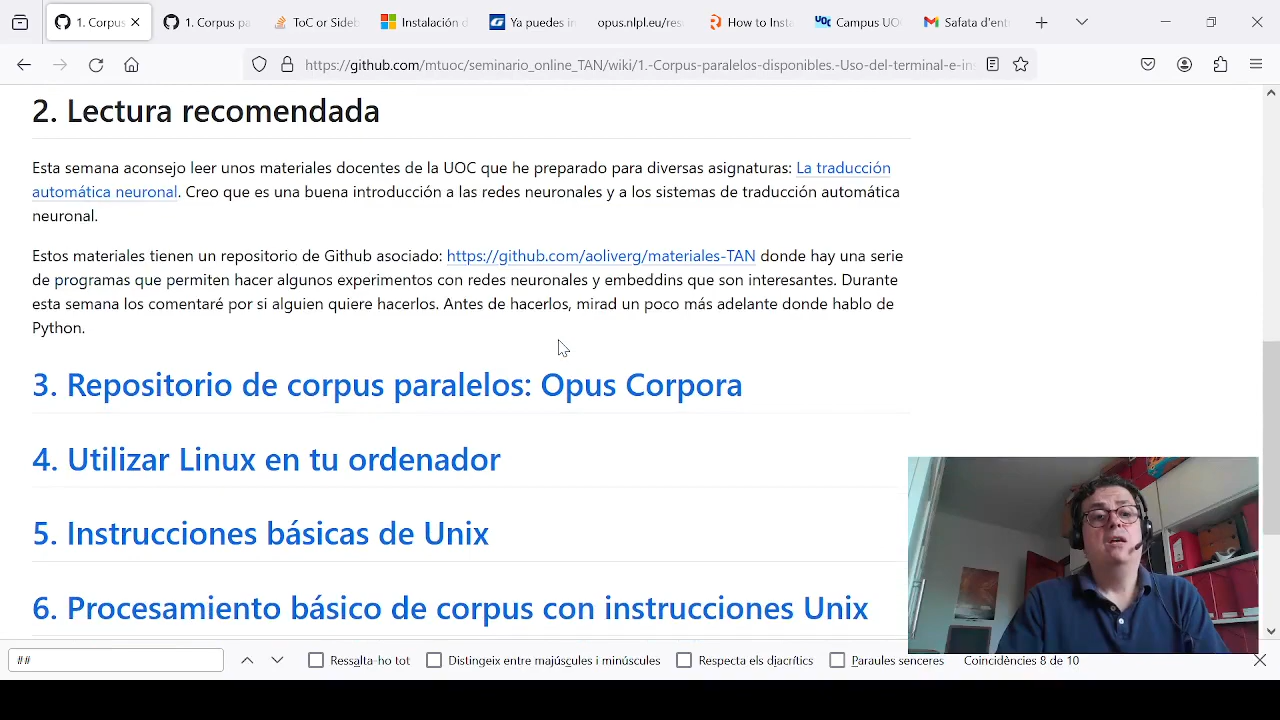 1. Corpus
1. Corpus pa
ToC or Sideb
Instalación d
Ya puedes in
opus.nlpl.eu/res
How to Insta
UOC
Campus UOC
Safata d'entr
https://github.com/mtuoc/seminario_online_TAN/wiki/1.-Corpus-paralelos-disponibles.-Uso-del-terminal-e-ins
2. Lectura recomendada
Esta semana aconsejo leer unos materiales docentes de la UOC que he preparado para diversas asignaturas: La traducción
automática neuronal. Creo que es una buena introducción a las redes neuronales y a los sistemas de traducción automática
neuronal.
Estos materiales tienen un repositorio de Github asociado: https://github.com/aoliverg/materiales-TAN donde hay una serie
de programas que permiten hacer algunos experimentos con redes neuronales y embeddins que son interesantes. Durante
esta semana los comentaré por si alguien quiere hacerlos. Antes de hacerlos, mirad un poco más adelante donde hablo de
Python.
3. Repositorio de corpus paralelos: Opus Corpora
4. Utilizar Linux en tu ordenador
5. Instrucciones básicas de Unix
6. Procesamiento básico de corpus con instrucciones Unix
## Ressalta-ho tot Distingeix entre majúscules i minúscules Respecta els diacrítics Paraules senceres Coincidències 8 de 10